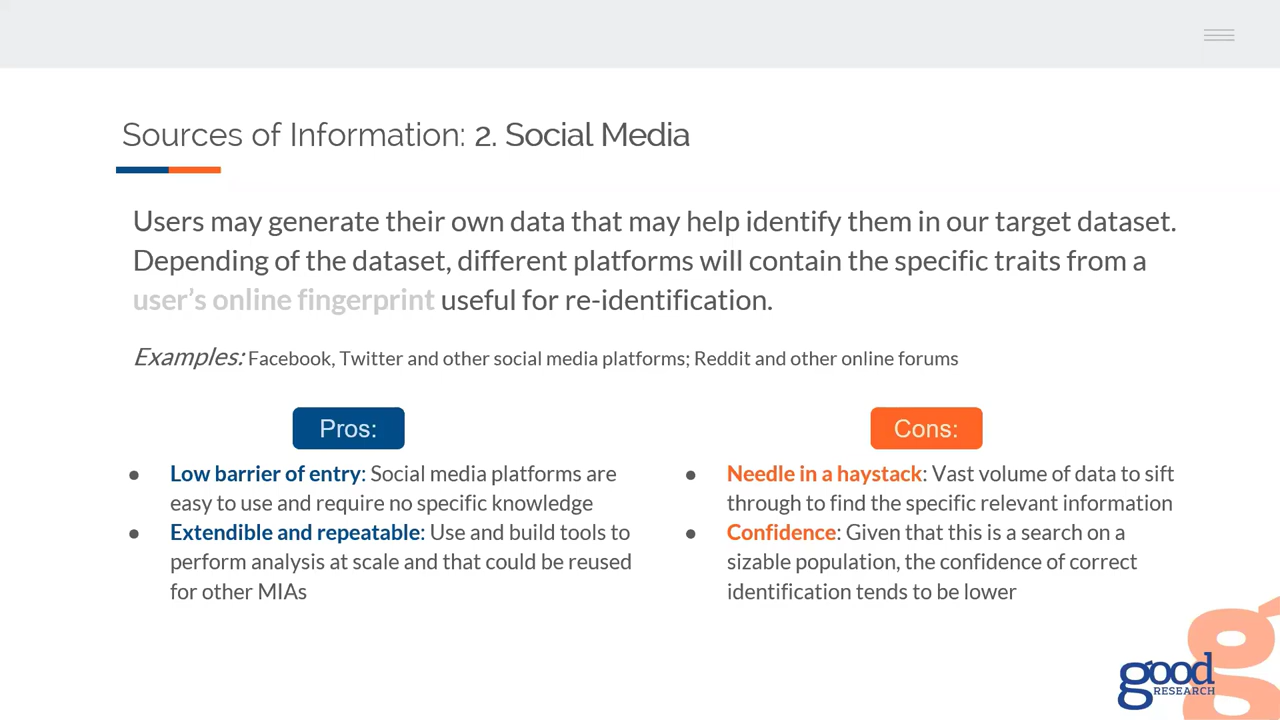 Sources of Information: 2. Social Media
Users may generate their own data that may help identify them in our target dataset.
Depending of the dataset, different platforms will contain the specific traits from a
user's online fingerprint useful for re-identification.
Examples: Facebook, Twitter and other social media platforms; Reddit and other online forums
Pros:
● Low barrier of entry: Social media platforms are
easy to use and require no specific knowledge
● Extendible and repeatable: Use and build tools to
perform analysis at scale and that could be reused
for other MIAs
Cons:
● Needle in a haystack: Vast volume of data to sift
through to find the specific relevant information
● Confidence: Given that this is a search on a
sizable population, the confidence of correct
identification tends to be lower
good
RESEARCH
g